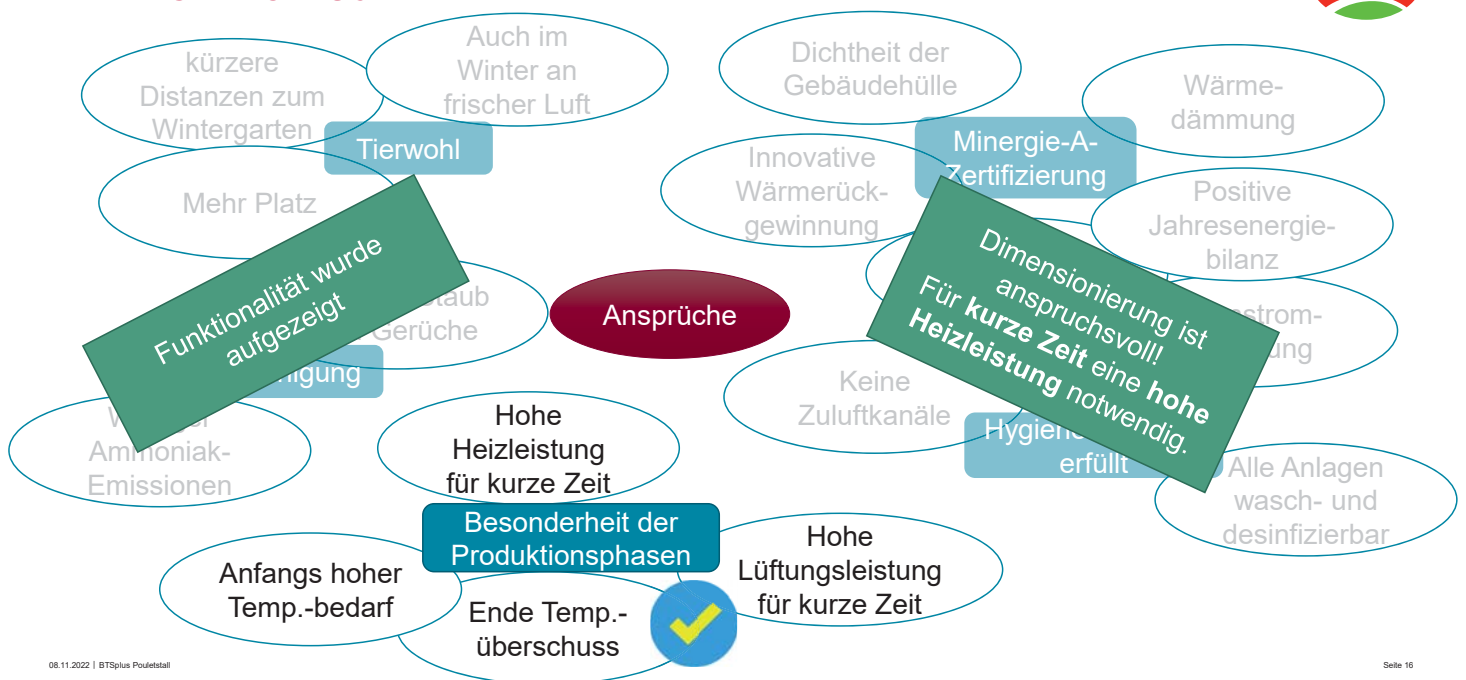 kürzere
Distanzen zum
Wintergarten
Auch im
Winter an
frischer Luft
Tierwohl
Mehr Platz
Funktionalität wurde
aufgezeigt
Gerüche
Ammoniak-
Emissionen
Dichtheit der
Gebäudehülle
Wärme-
dämmung
Minergie-A-
Zertifizierung
Innovative
Wärmerück-
gewinnung
Positive
Jahresenergie-
bilanz
Ansprüche
Dimensionierung ist
anspruchsvoll!
Für kurze Zeit eine hohe
Heizleistung notwendig.
Keine
Zuluftkanäle
erfüllt
Alle Anlagen
wasch- und
desinfizierbar
Hohe
Heizleistung
für kurze Zeit
Besonderheit der
Produktionsphasen
Anfangs hoher
Temp.-bedarf
Ende Temp.-
überschuss
Hohe
Lüftungsleistung
für kurze Zeit
08.11.2022 | BTSplus Pouletstall
Seite 16